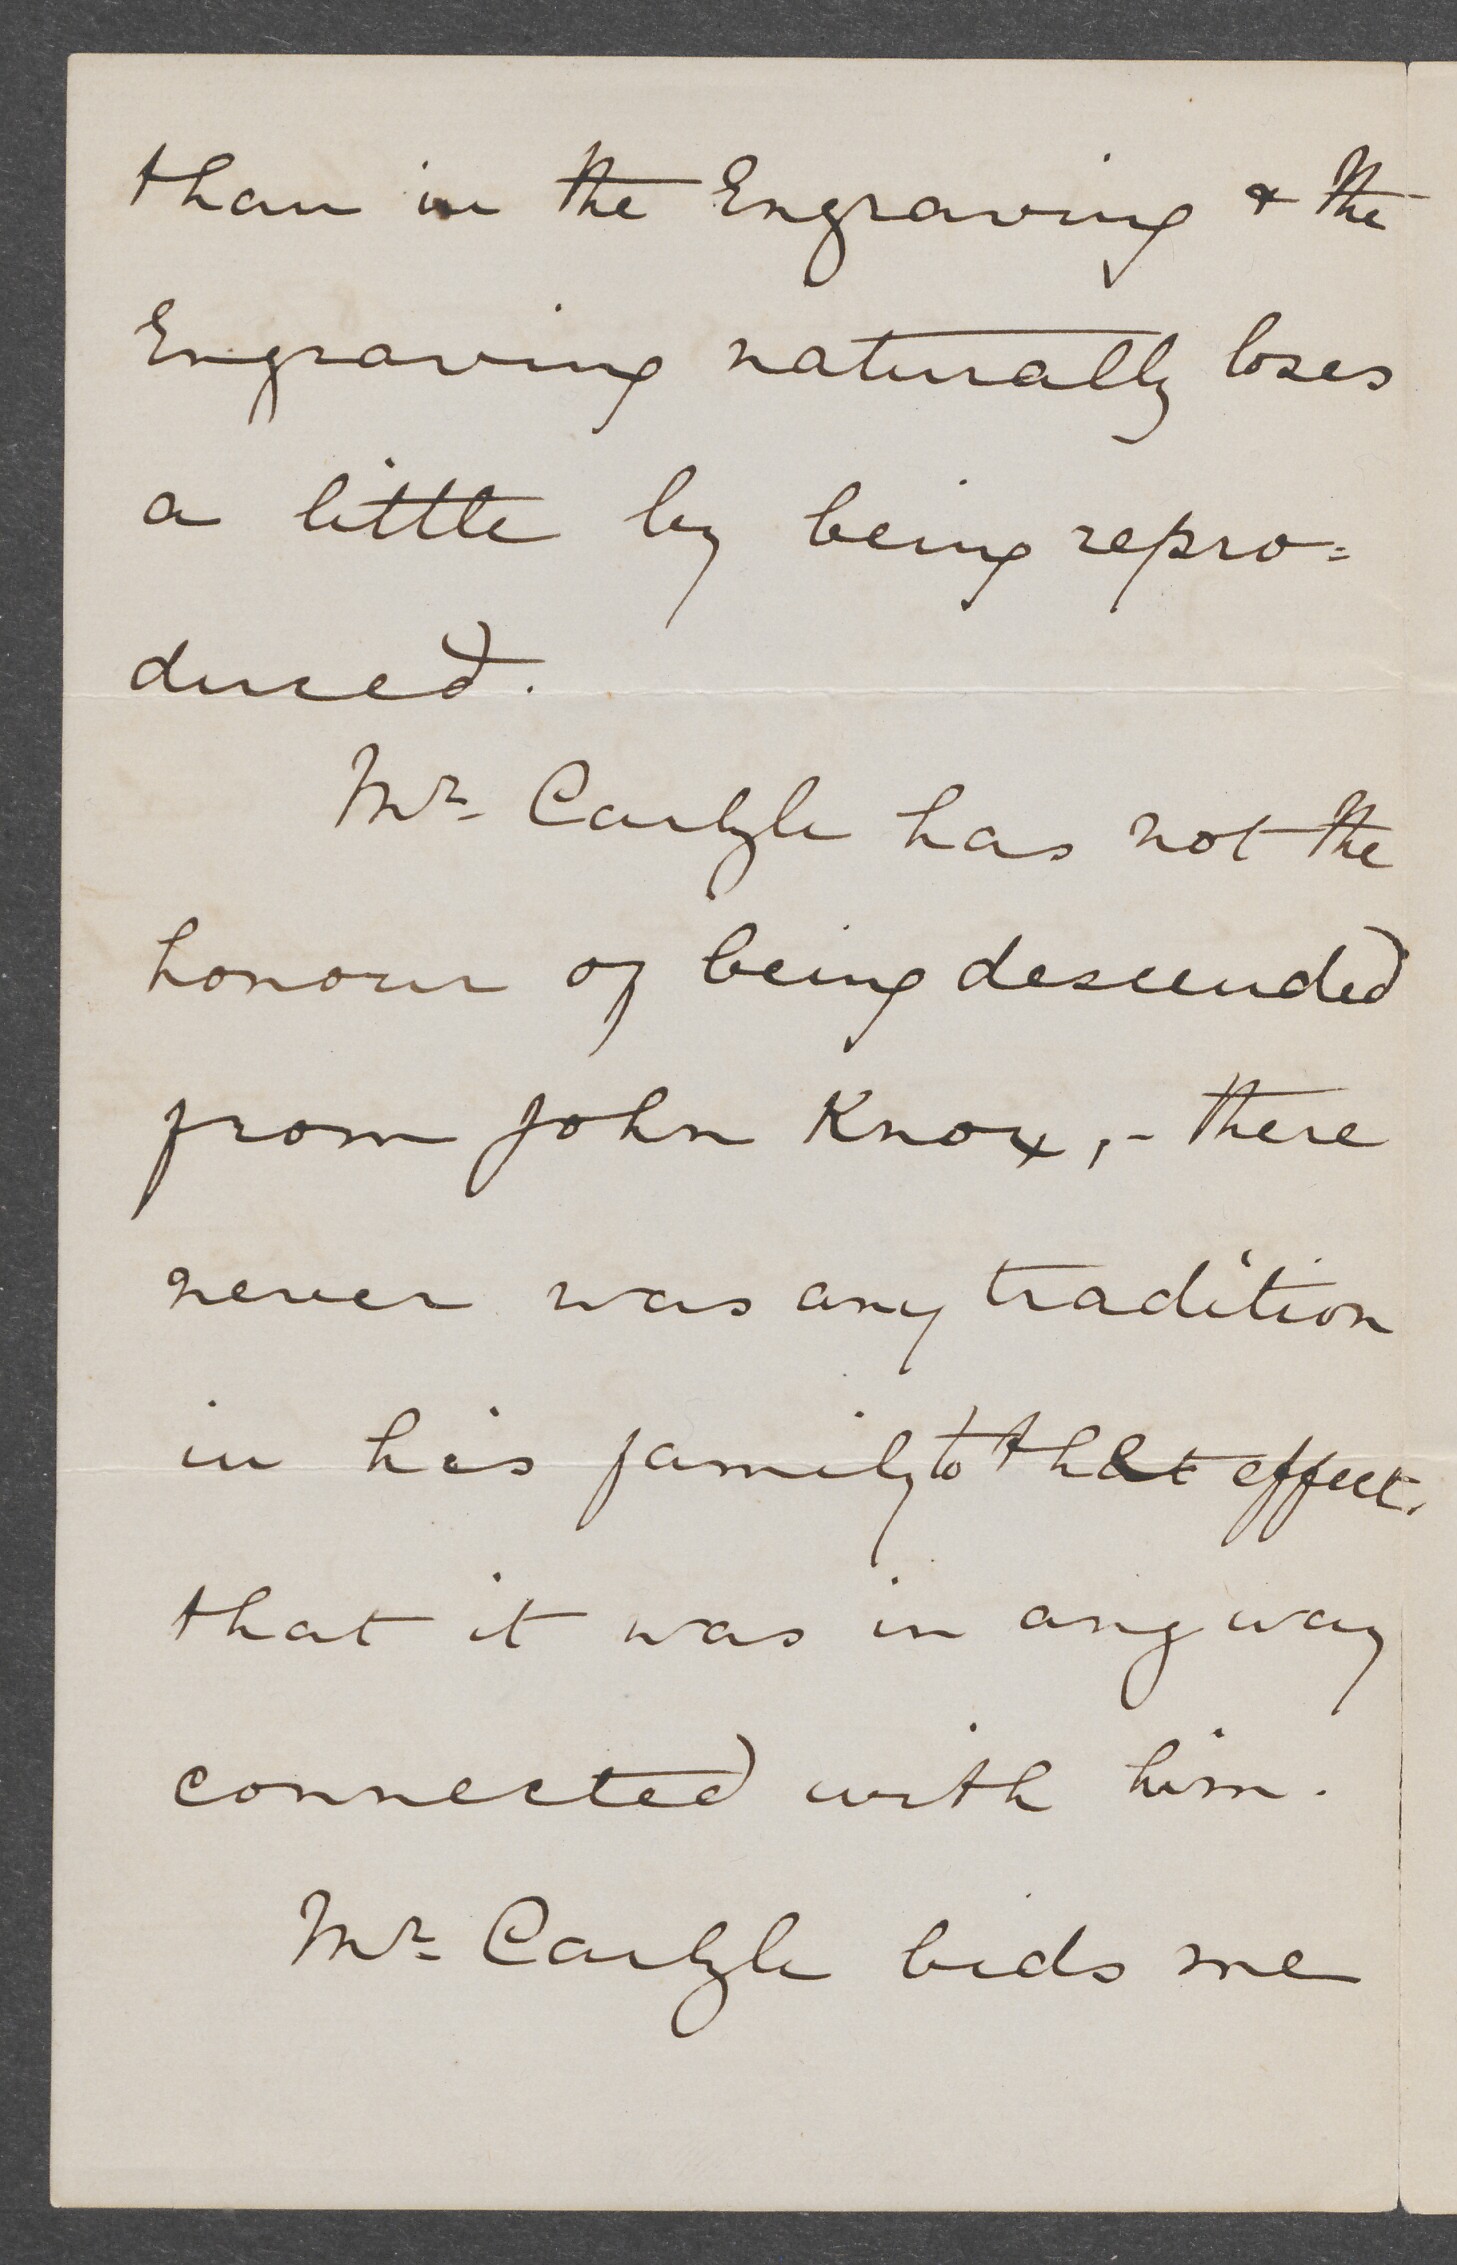 than in the Engraving & the
Engraving naturally loses
a little by being repro=
duced.
Mr. Carlyle has not the
honour of being descended
from John Knox, - there
never was any tradition
in his family to that effect.
that it was in any way
connected with him.
Mr. Carlyle bids me